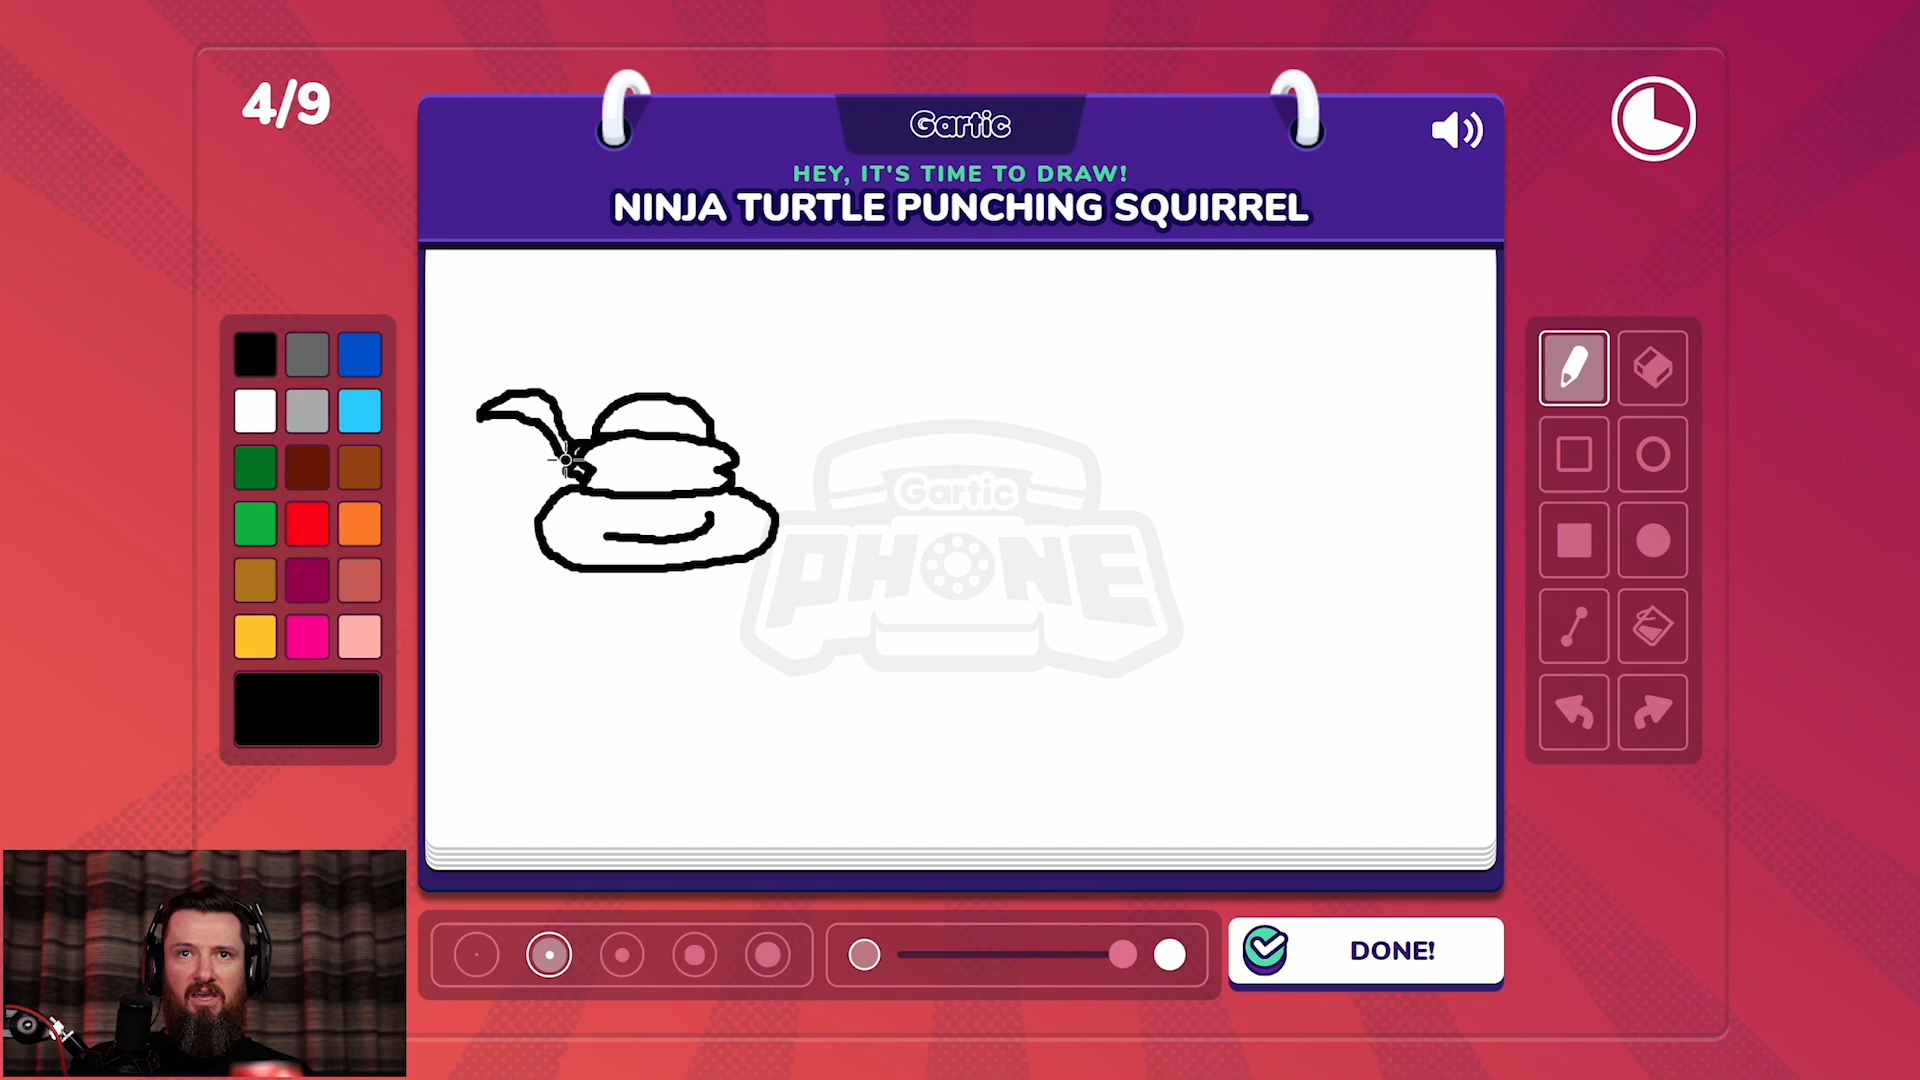 4/9
Gartic
HEY, IT'S TIME TO DRAW!
NINJA TURTLE PUNCHING SQUIRREL
Gartic
PHONE
DONE!